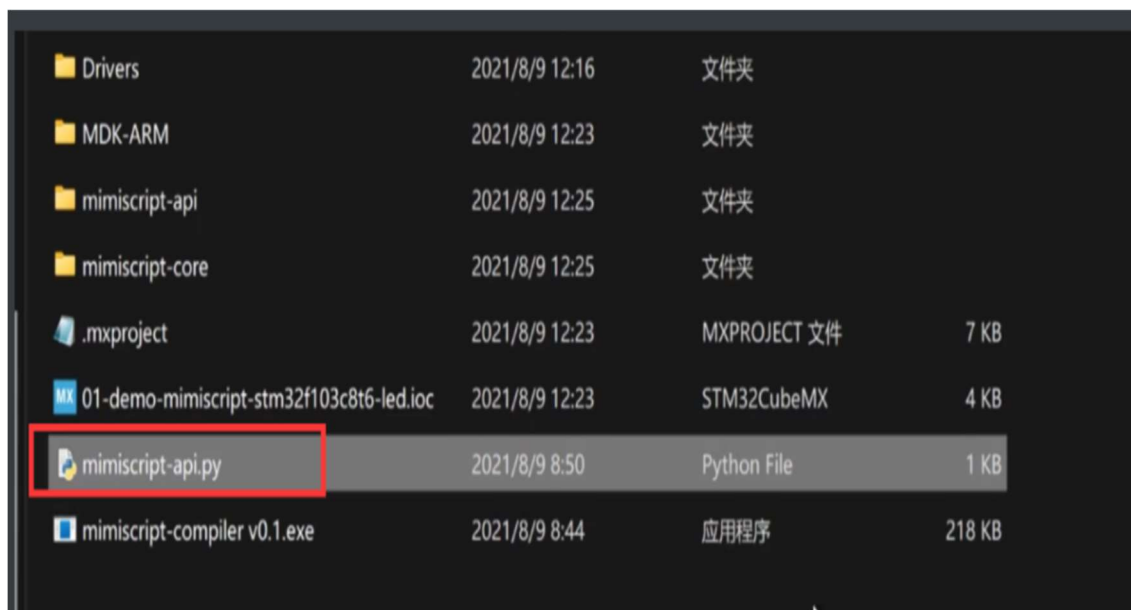 Drivers 2021/8/9 12:16 文件夹
MDK-ARM 2021/8/9 12:23 文件夹
mimiscript-api 2021/8/9 12:25 文件夹
mimiscript-core 2021/8/9 12:25 文件夹
.mxproject 2021/8/9 12:23 MXPROJECT 文件 7 KB
MX 01-demo-mimiscript-stm32f103c8t6-led.ioc 2021/8/9 12:23 STM32CubeMX 4 KB
mimiscript-api.py 2021/8/9 8:50 Python File 1 KB
mimiscript-compiler v0.1.exe 2021/8/9 8:44 应用程序 218 KB